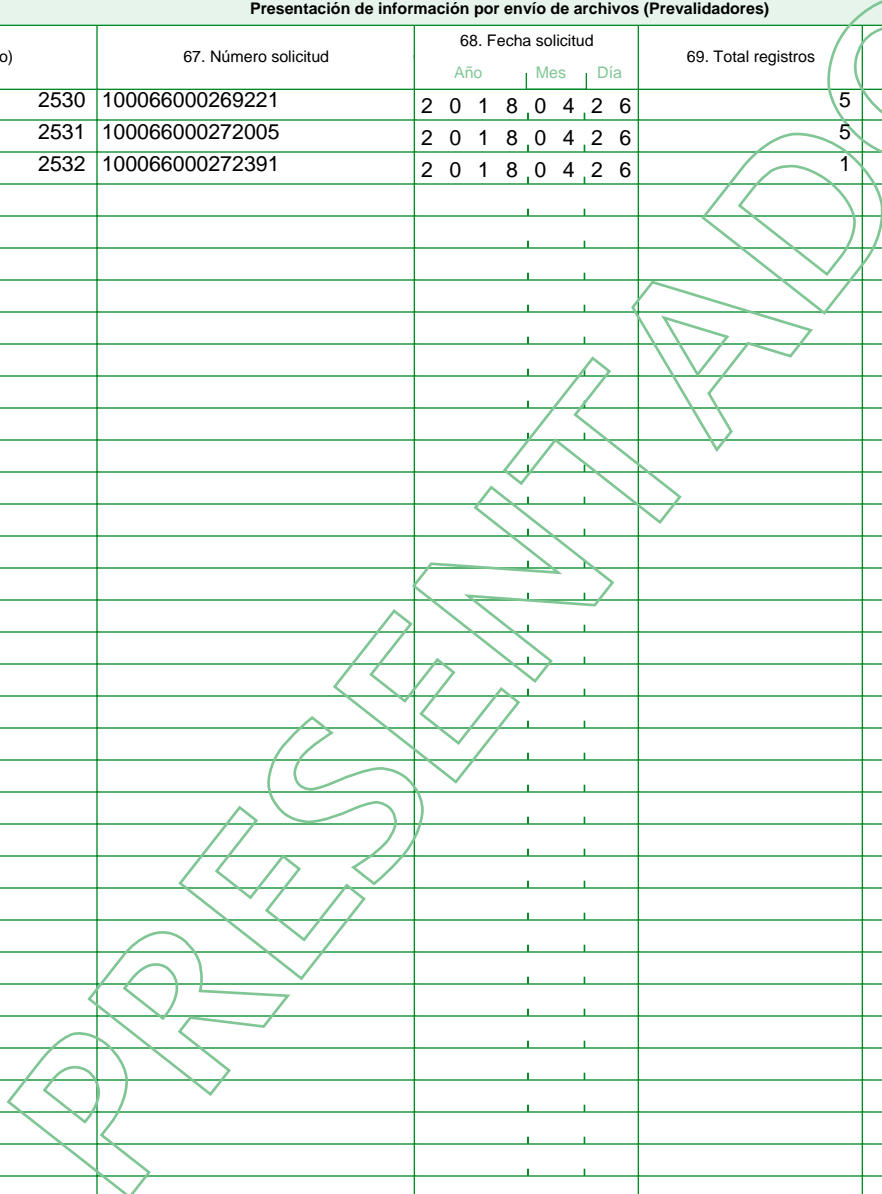 Presentación de información por envío de archivos (Prevalidadores)
o) 67. Número solicitud 68. Fecha solicitud 69. Total registros
Año Mes Día
2530 100066000269221 2 0 1 8 0 4 2 6 5
2531 100066000272005 2 0 1 8 0 4 2 6 5
2532 100066000272391 2 0 1 8 0 4 2 6 1
PRESENTADO